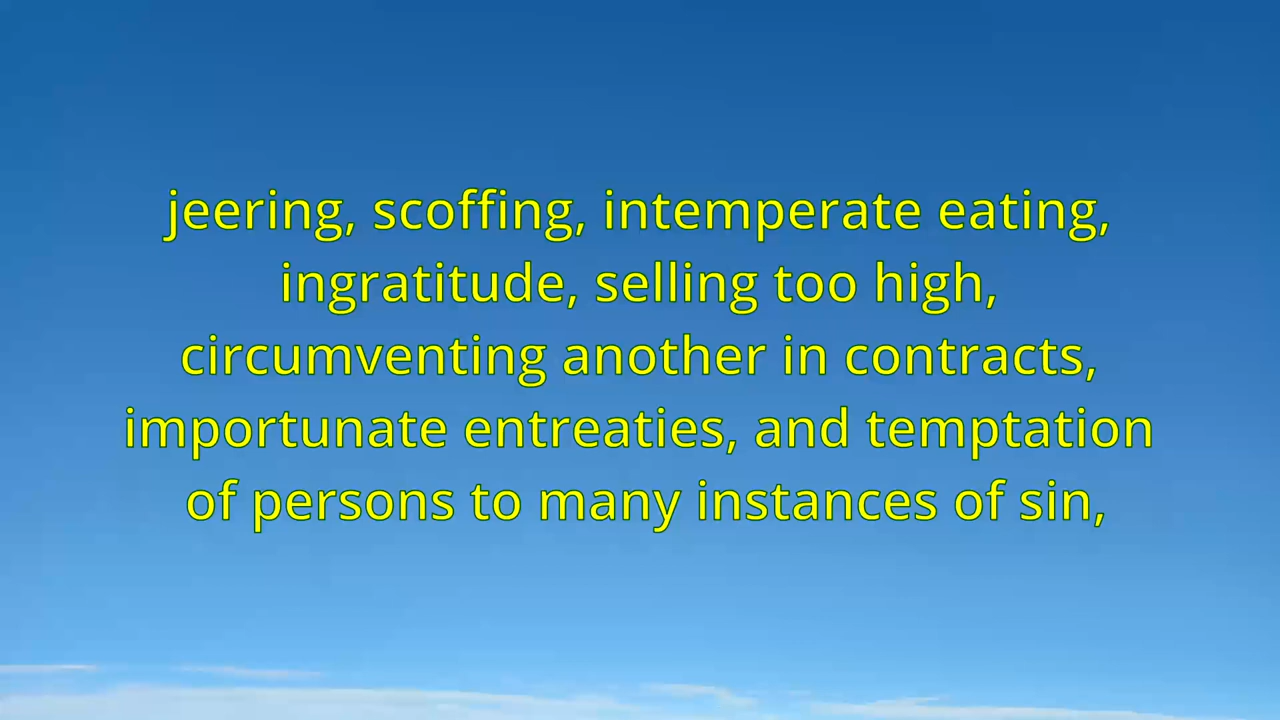 jeering, scoffing, intemperate eating,
ingratitude, selling too high,
circumventing another in contracts,
importunate entreaties, and temptation
of persons to many instances of sin,